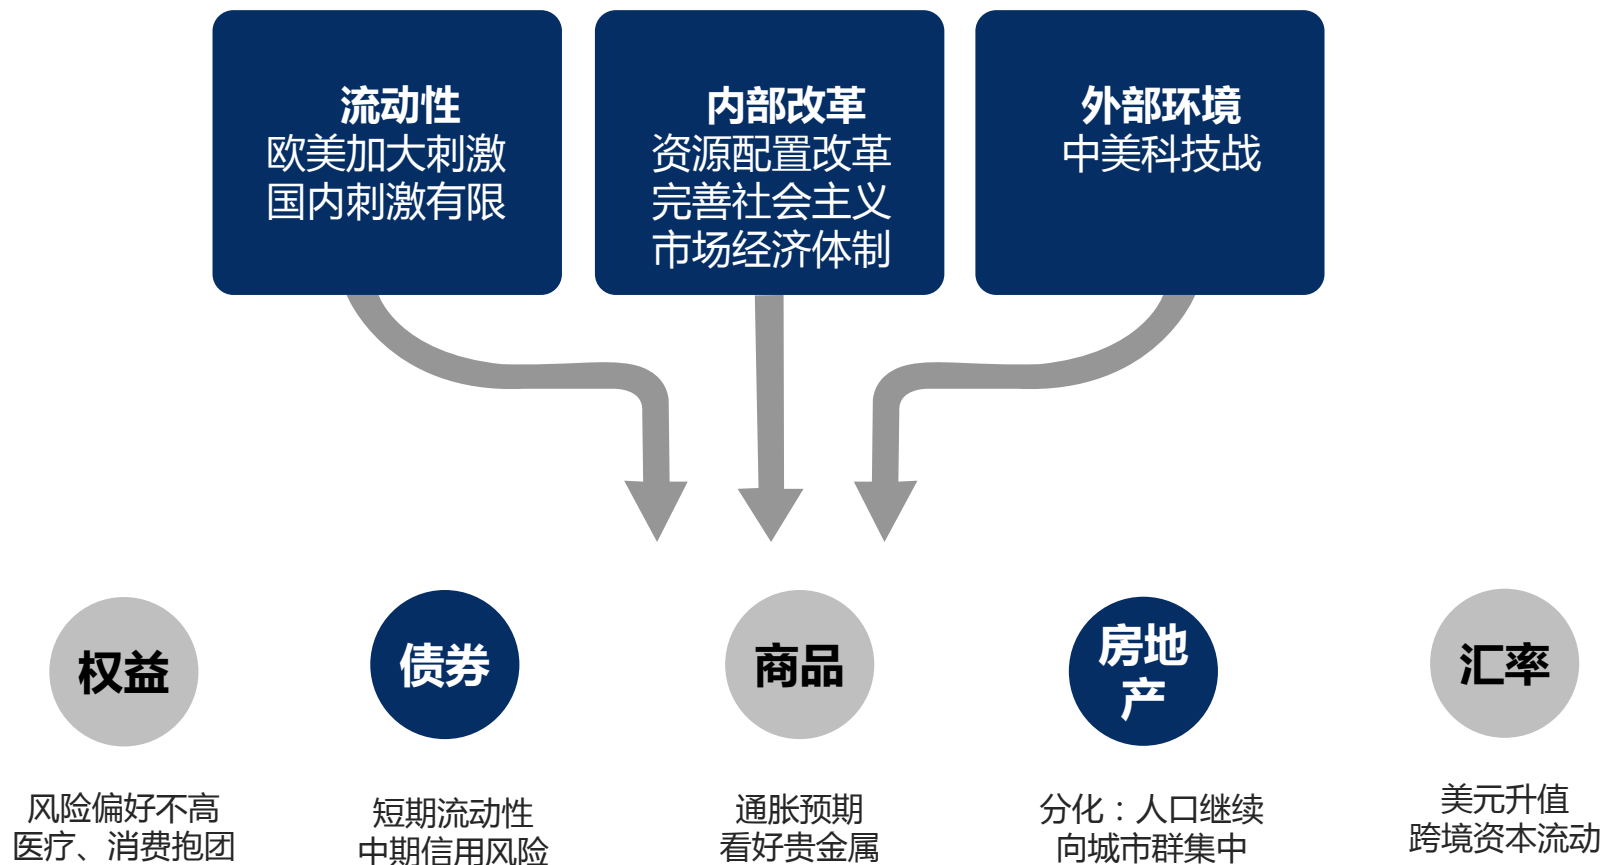 流动性
欧美加大刺激
国内刺激有限
内部改革
资源配置改革
完善社会主义
市场经济体制
外部环境
中美科技战
权益
债券
商品
房地
产
汇率
风险偏好不高
医疗、消费抱团
短期流动性
中期信用风险
通胀预期
看好贵金属
分化：人口继续
向城市群集中
美元升值
跨境资本流动